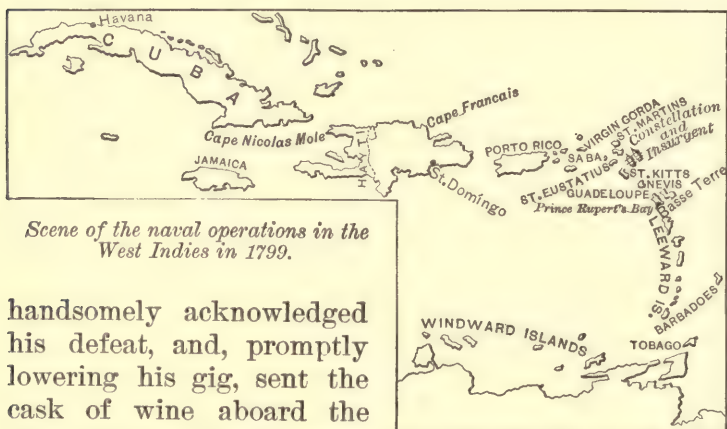 Havana
CUBA
Cape Nicolas Mole
JAMAICA
HAYTI
Cape Francais
St. Domingo
PORTO RICO
VIRGIN GORDA
ST. MARTINS
Constellation
and
Insurgent
SABA
ST. EUSTATIUS
ST. KITTS
NEVIS
GUADELOUPE
Basse Terre
Prince Rupert's Bay
LEEWARD IS.
BARBADOES
WINDWARD ISLANDS
TOBAGO
Scene of the naval operations in the
West Indies in 1799.
handsomely acknowledged
his defeat, and, promptly
lowering his gig, sent the
cask of wine aboard the